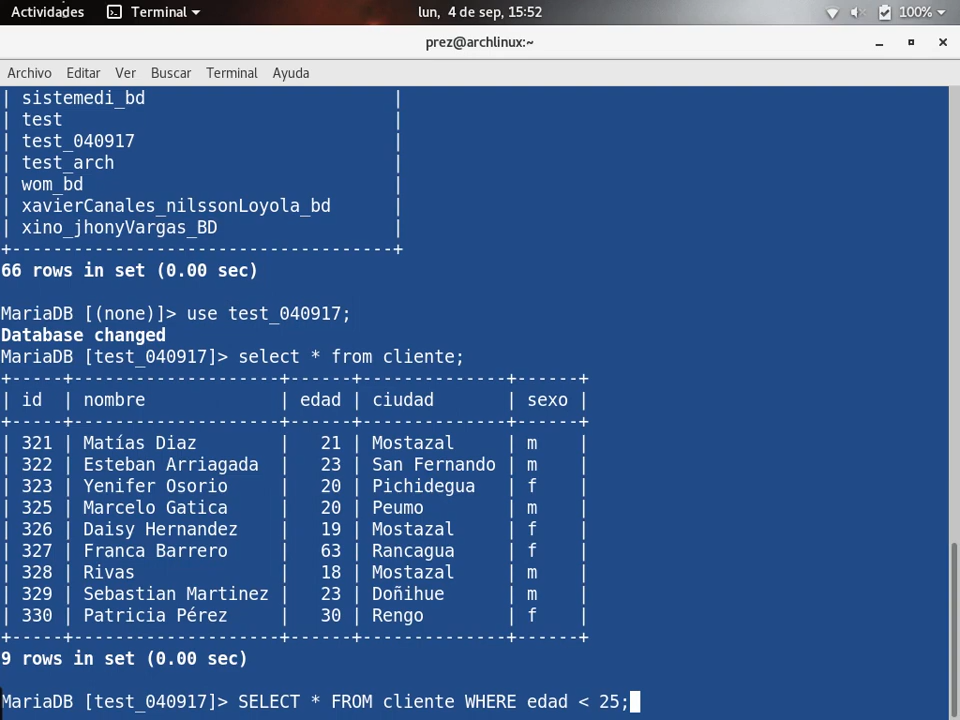 Actividades Terminal lun, 4 de sep, 15:52 100%
prez@archlinux:~
Archivo Editar Ver Buscar Terminal Ayuda
| sistemedi_bd |
| test |
| test_040917 |
| test_arch |
| wom_bd |
| xavierCanales_nilssonLoyola_bd |
| xino_jhonyVargas_BD |
+-------------------------------------+
66 rows in set (0.00 sec)
MariaDB [(none)]> use test_040917;
Database changed
MariaDB [test_040917]> select * from cliente;
+-----+--------------------+------+--------------+------+
| id | nombre | edad | ciudad | sexo |
+-----+--------------------+------+--------------+------+
| 321 | Matías Diaz | 21 | Mostazal | m |
| 322 | Esteban Arriagada | 23 | San Fernando | m |
| 323 | Yenifer Osorio | 20 | Pichidegua | f |
| 325 | Marcelo Gatica | 20 | Peumo | m |
| 326 | Daisy Hernandez | 19 | Mostazal | f |
| 327 | Franca Barrero | 63 | Rancagua | f |
| 328 | Rivas | 18 | Mostazal | m |
| 329 | Sebastian Martinez | 23 | Doñihue | m |
| 330 | Patricia Pérez | 30 | Rengo | f |
+-----+--------------------+------+--------------+------+
9 rows in set (0.00 sec)
MariaDB [test_040917]> SELECT * FROM cliente WHERE edad < 25;